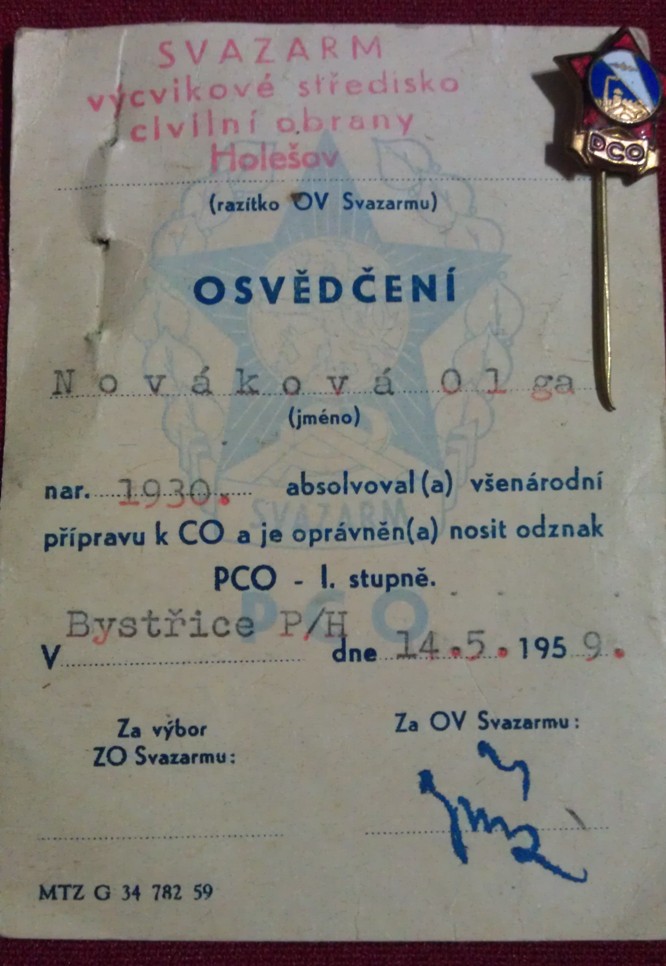 SVAZARM
výcvikové středisko
civilní obrany
Holešov
(razítko OV Svazarmu)
PCO
OSVĚDČENÍ
Nováková Olga
(jméno)
nar. 1930. absolvoval(a) všenárodní
SVAZARM
přípravu k CO a je oprávněn(a) nosit odznak
PCO - I. stupně.
PCO
V Bystřice P/H dne 14.5.1959.
Za výbor
ZO Svazarmu:
Za OV Svazarmu:
MTZ G 34 782 59